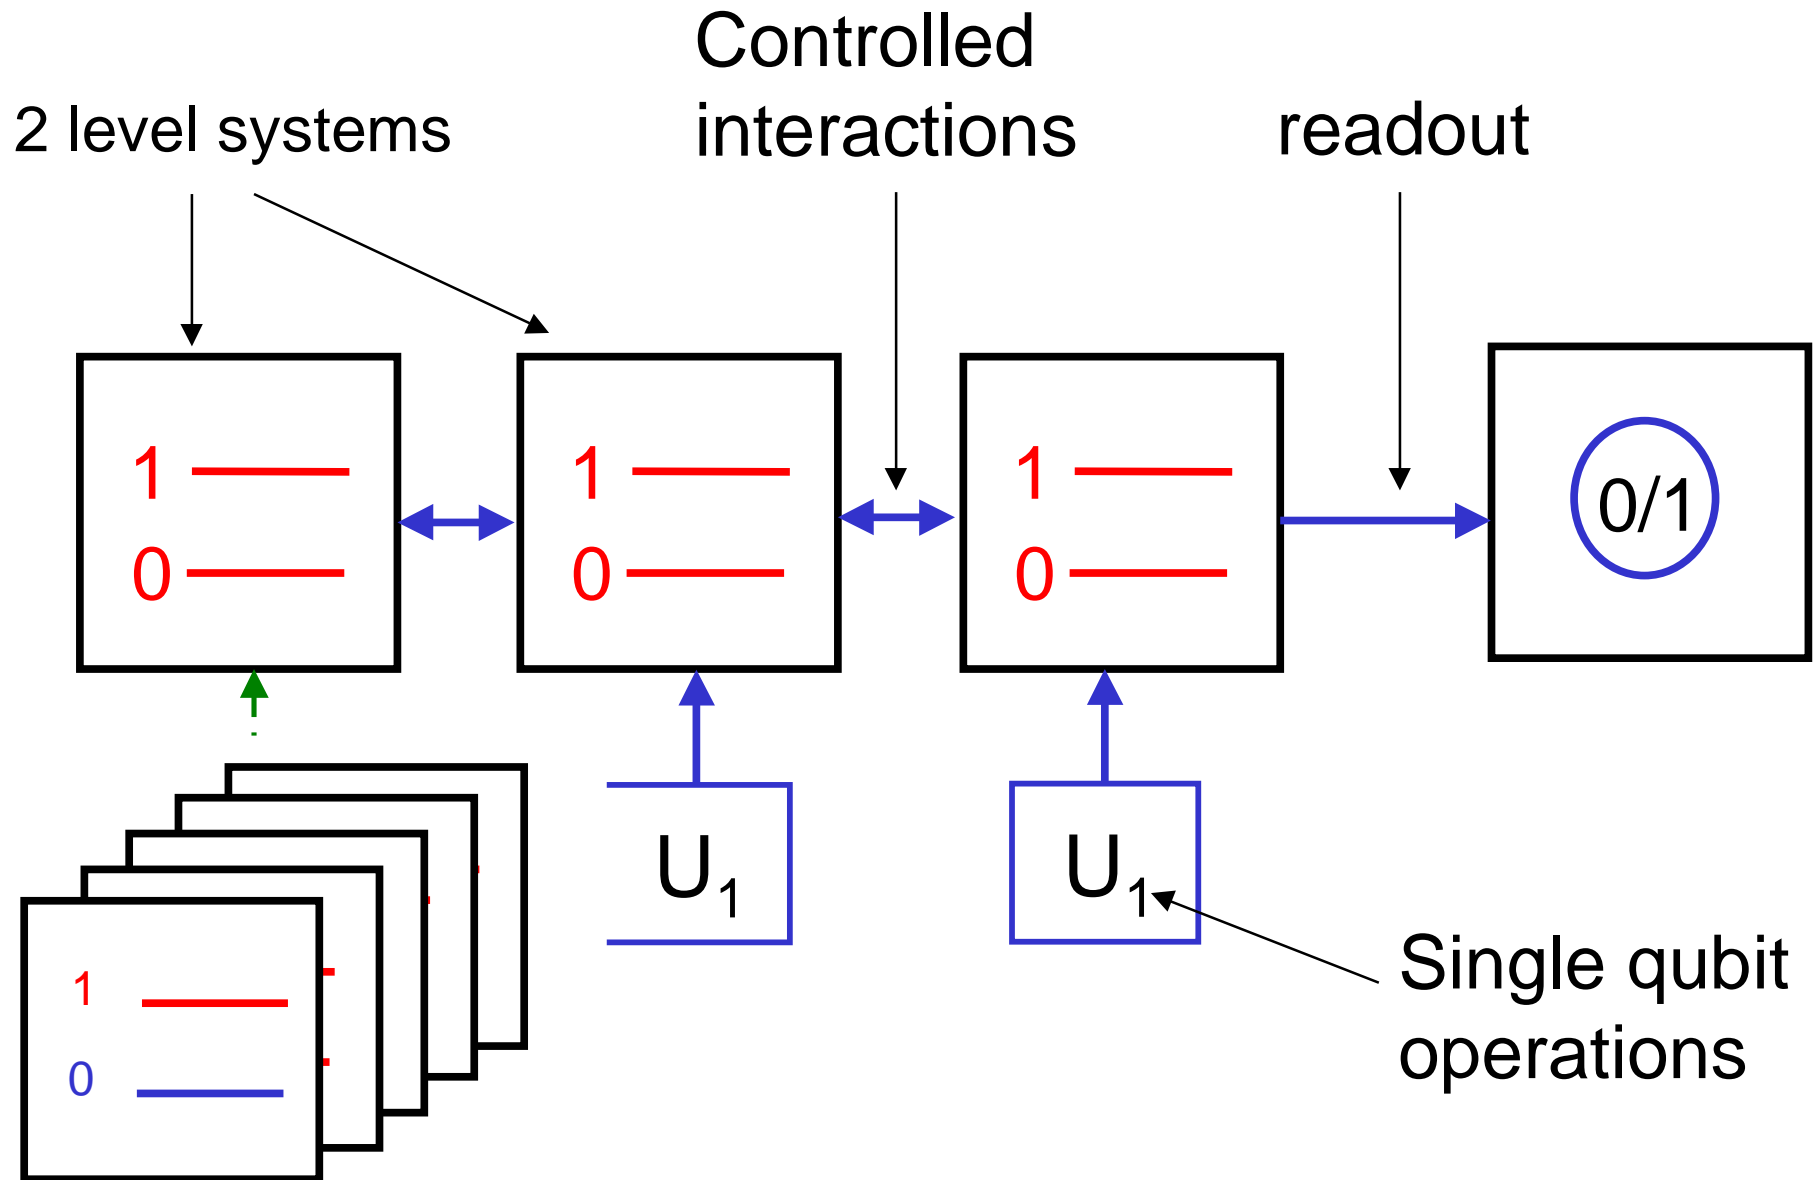 Controlled
interactions
2 level systems
readout
1
0
1
0
1
0
0/1
U₁
U₁
1
0
Single qubit
operations